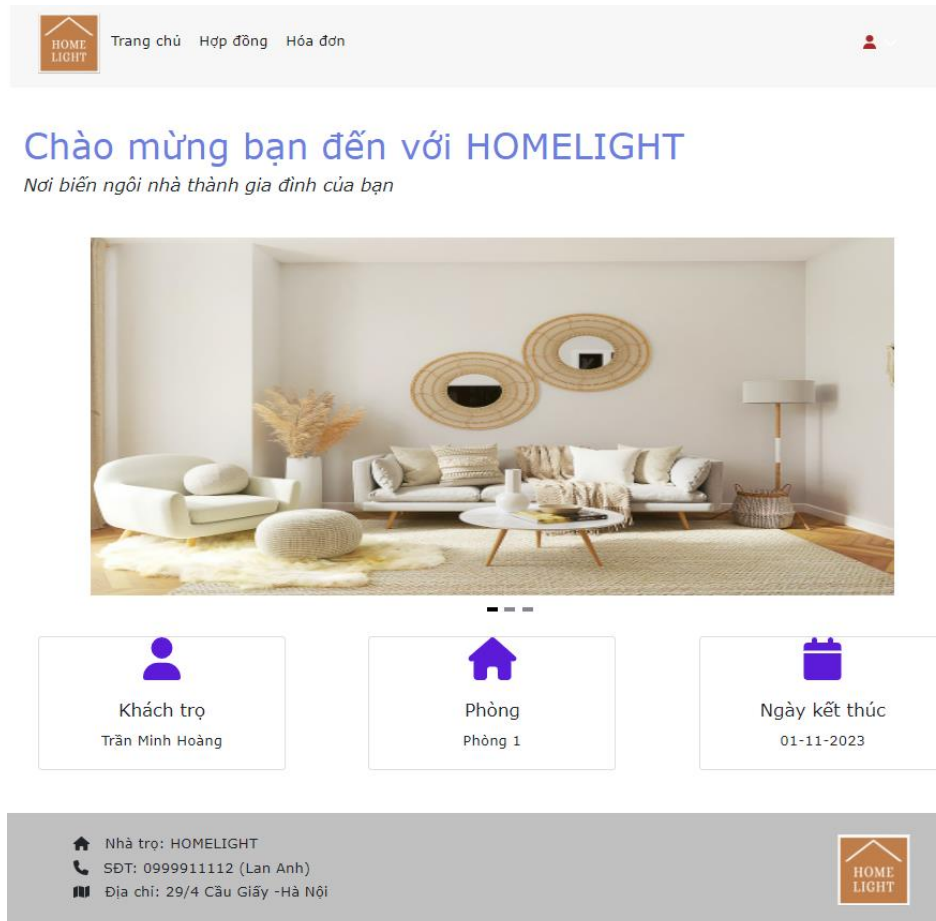 HOME
LIGHT
Trang chủ Hợp đồng Hóa đơn
Chào mừng bạn đến với HOMELIGHT
Nơi biến ngôi nhà thành gia đình của bạn
Khách trọ
Trần Minh Hoàng
Phòng
Phòng 1
Ngày kết thúc
01-11-2023
Nhà trọ: HOMELIGHT
SĐT: 0999911112 (Lan Anh)
Địa chỉ: 29/4 Cầu Giấy -Hà Nội
HOME
LIGHT